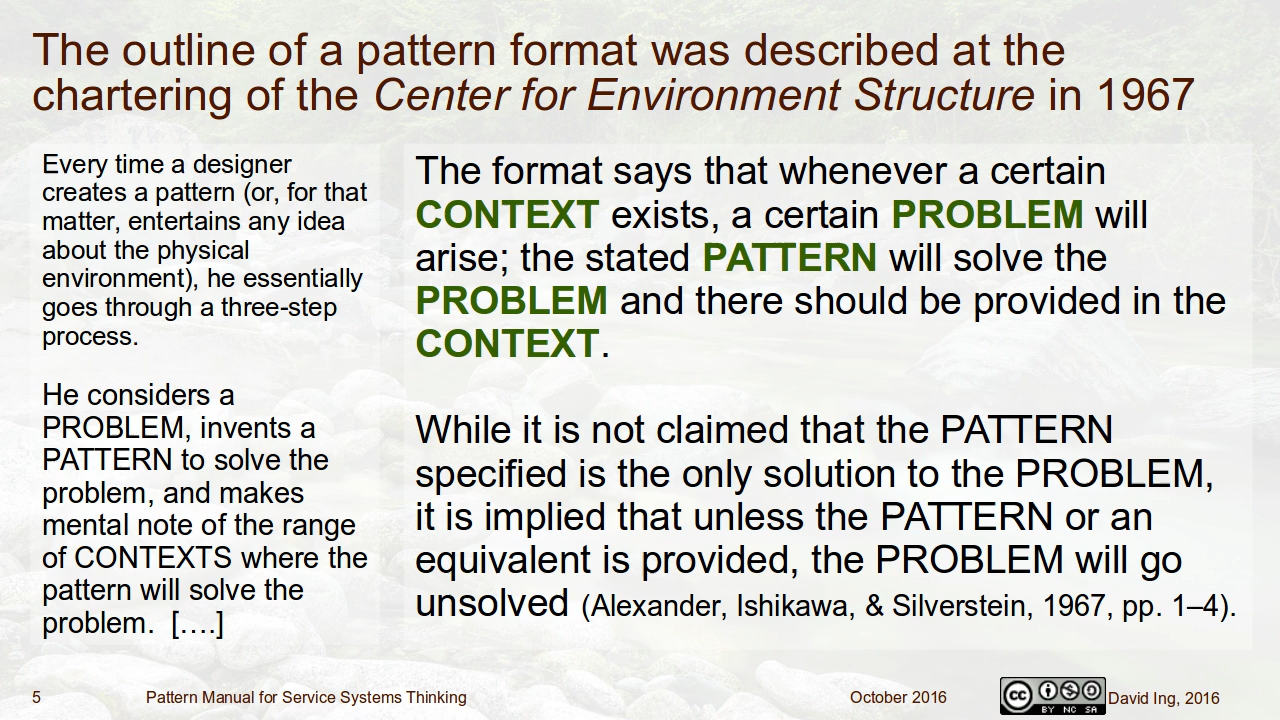 The outline of a pattern format was described at the
chartering of the Center for Environment Structure in 1967
Every time a designer
creates a pattern (or, for that
matter, entertains any idea
about the physical
environment), he essentially
goes through a three-step
process.
He considers a
PROBLEM, invents a
PATTERN to solve the
problem, and makes
mental note of the range
of CONTEXTS where the
pattern will solve the
problem.  [….]
The format says that whenever a certain
CONTEXT exists, a certain PROBLEM will
arise; the stated PATTERN will solve the
PROBLEM and there should be provided in the
CONTEXT.
While it is not claimed that the PATTERN
specified is the only solution to the PROBLEM,
it is implied that unless the PATTERN or an
equivalent is provided, the PROBLEM will go
unsolved (Alexander, Ishikawa, & Silverstein, 1967, pp. 1–4).
5
Pattern Manual for Service Systems Thinking
October 2016
cc BY NC SA
David Ing, 2016